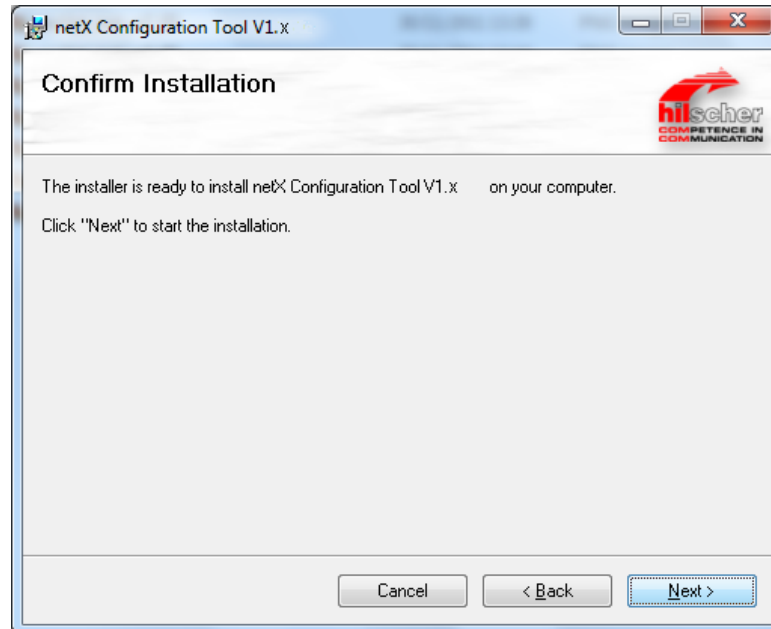 netX Configuration Tool V1.x
Confirm Installation
hilscher
COMPETENCE IN
COMMUNICATION
The installer is ready to install netX Configuration Tool V1.x on your computer.
Click "Next" to start the installation.
Cancel
< Back
Next >